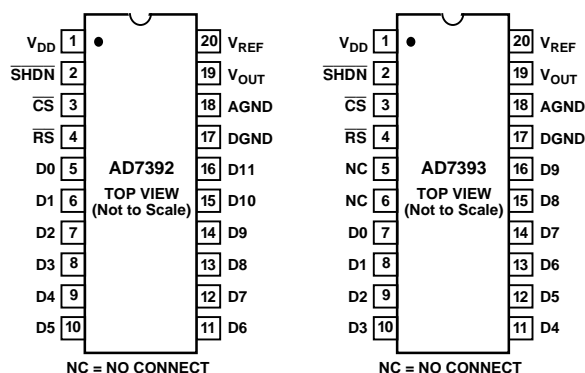 VDD 1 20 VREF
SHDN 2 19 VOUT
CS 3 18 AGND
RS 4 17 DGND
D0 5 16 D11
D1 6 15 D10
D2 7 14 D9
D3 8 13 D8
D4 9 12 D7
D5 10 11 D6
AD7392
TOP VIEW
(Not to Scale)
NC = NO CONNECT
VDD 1 20 VREF
SHDN 2 19 VOUT
CS 3 18 AGND
RS 4 17 DGND
NC 5 16 D9
NC 6 15 D8
D0 7 14 D7
D1 8 13 D6
D2 9 12 D5
D3 10 11 D4
AD7393
TOP VIEW
(Not to Scale)
NC = NO CONNECT